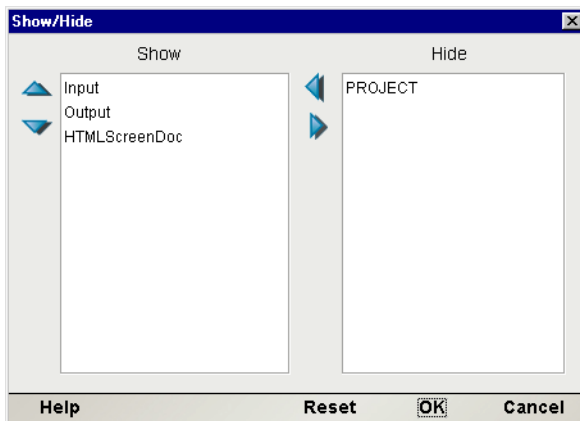 Show/Hide
Show Hide
Input PROJECT
Output
HTMLScreenDoc
Help Reset OK Cancel